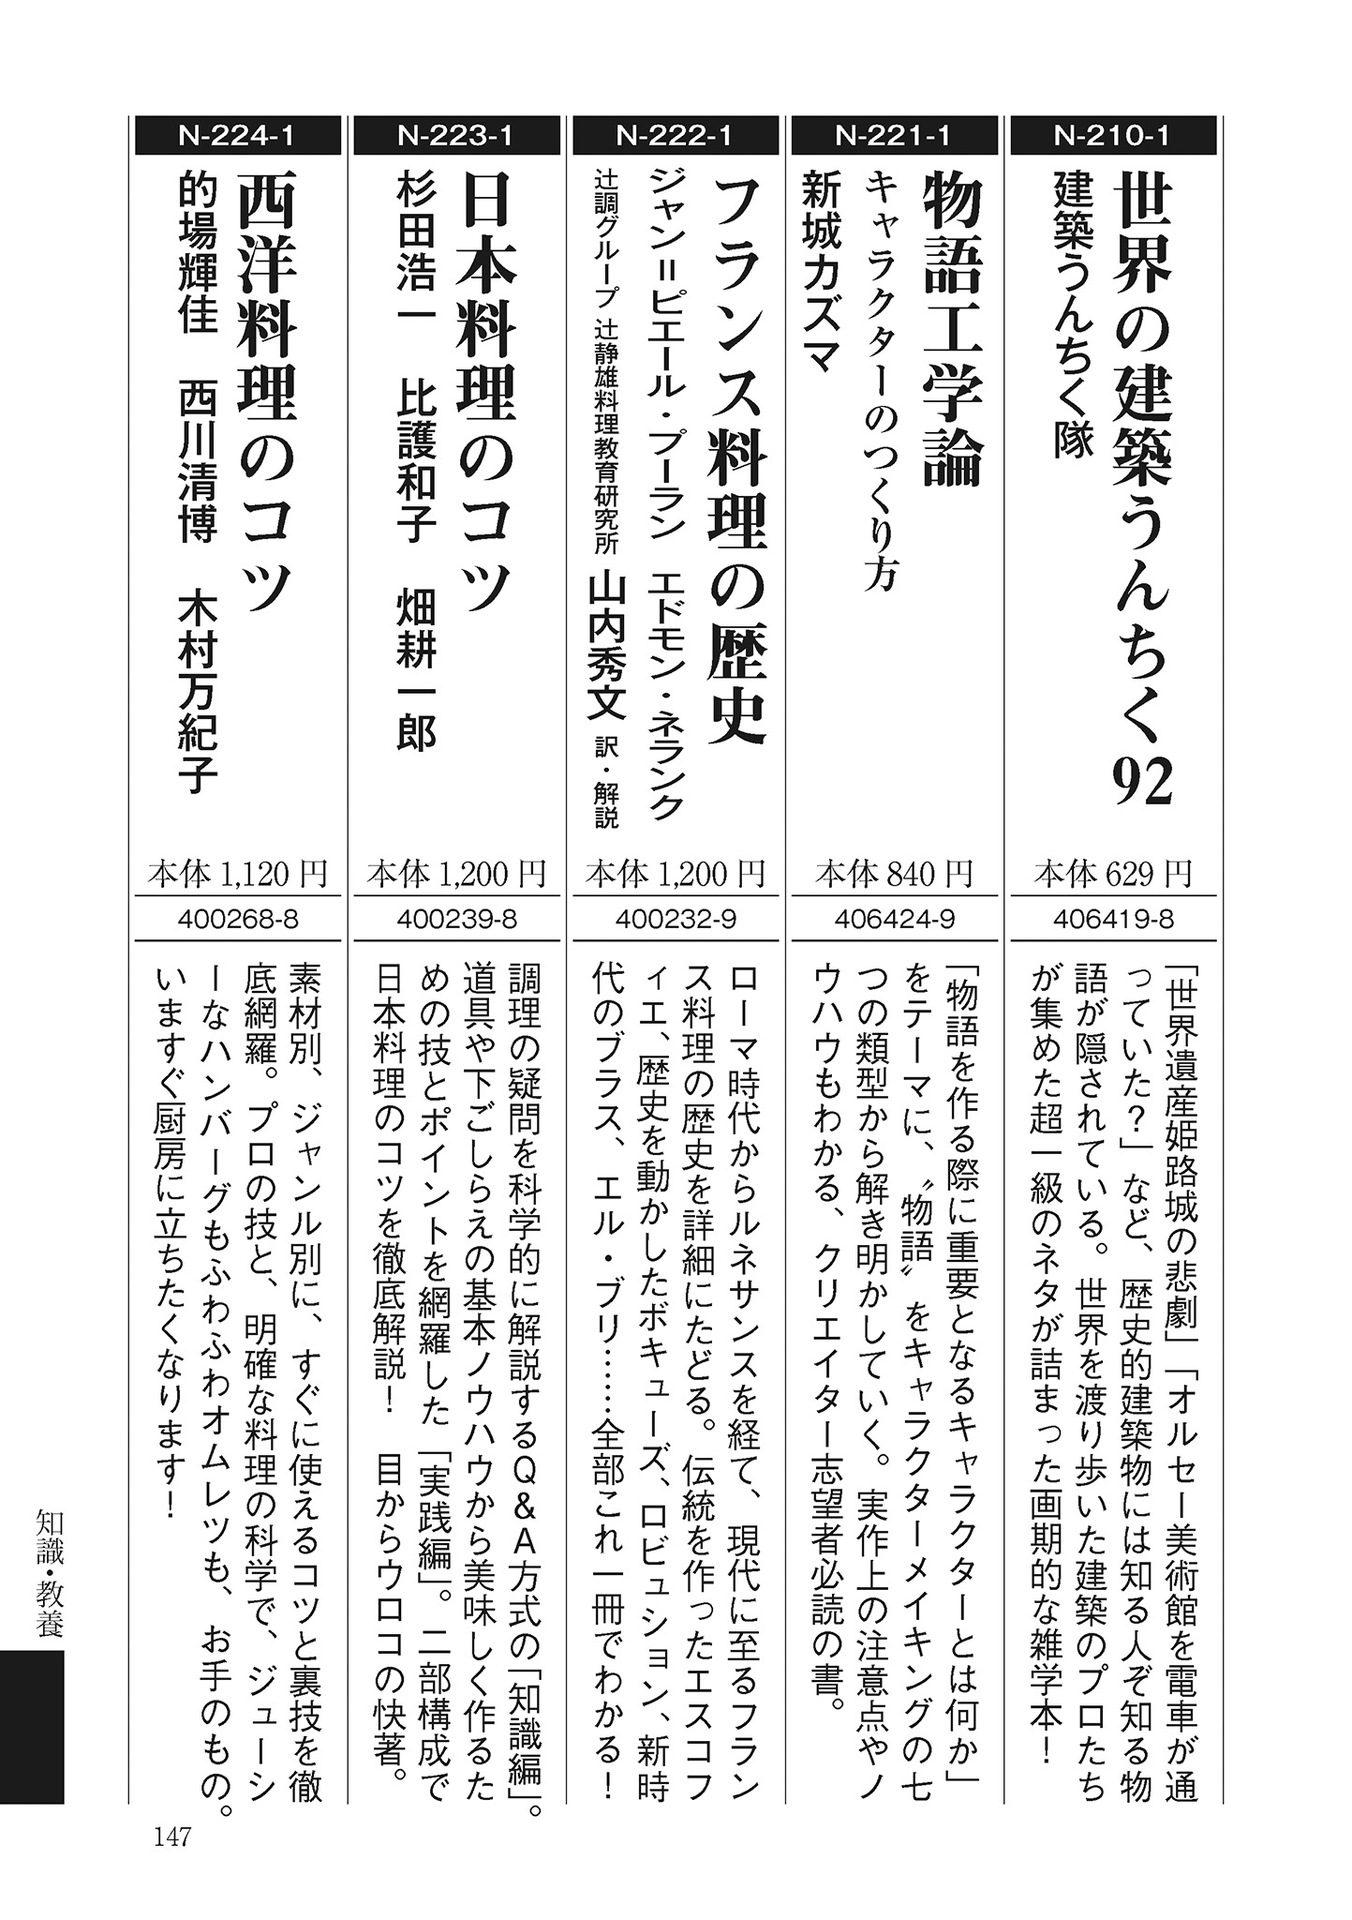 N-210-1
世界の建築うんちく92
建築うんちく隊
本体 629 円
406419-8
「世界遺産姫路城の悲劇」「オルセー美術館を電車が通
っていた？」など、歴史的建築物には知る人ぞ知る物
語が隠されている。世界を渡り歩いた建築のプロたち
が集めた超一級のネタが詰まった画期的な雑学本！
N-221-1
物語工学論
キャラクターのつくり方
新城カズマ
本体 840 円
406424-9
「物語を作る際に重要となるキャラクターとは何か」
をテーマに、〝物語〟をキャラクターメイキングの七
つの類型から解き明かしていく。実作上の注意点やノ
ウハウもわかる、クリエイター志望者必読の書。
N-222-1
フランス料理の歴史
ジャン＝ピエール・プーラン　エドモン・ネランク
辻調グループ 辻静雄料理教育研究所 山内秀文 訳・解説
本体 1,200 円
400232-9
ローマ時代からルネサンスを経て、現代に至るフラン
ス料理の歴史を詳細にたどる。伝統を作ったエスコフ
ィエ、歴史を動かしたボキューズ、ロビュション、新時
代のブラス、エル・ブリ……全部これ一冊でわかる！
N-223-1
日本料理のコツ
杉田浩一　比護和子　畑耕一郎
本体 1,200 円
400239-8
調理の疑問を科学的に解説するＱ＆Ａ方式の「知識編」。
道具や下ごしらえの基本ノウハウから美味しく作るた
めの技とポイントを網羅した「実践編」。二部構成で
日本料理のコツを徹底解説！　目からウロコの快著。
N-224-1
西洋料理のコツ
的場輝佳　西川清博　木村万紀子
本体 1,120 円
400268-8
素材別、ジャンル別に、すぐに使えるコツと裏技を徹
底網羅。プロの技と、明確な料理の科学で、ジューシ
ーなハンバーグもふわふわオムレツも、お手のもの。
いますぐ厨房に立ちたくなります！
知識・教養
147